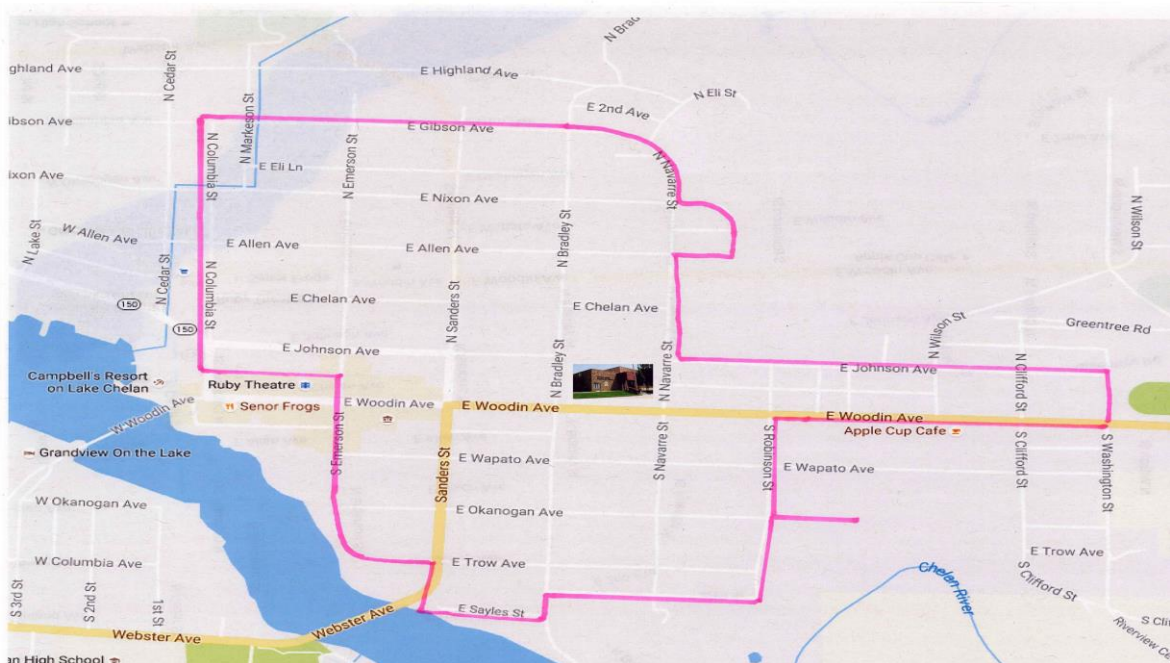 N Brad
ghland Ave
N Cedar St
E Highland Ave
N Eli St
E 2nd Ave
N Markeson St
ibson Ave
E Gibson Ave
N Columbia St
N Emerson St
E Eli Ln
N Navarre St
ixon Ave
E Nixon Ave
N Wilson St
N Lake St
W Allen Ave
E Allen Ave
E Allen Ave
N Bradley St
N Cedar St
N Columbia St
150
E Chelan Ave
E Chelan Ave
N Sanders St
150
N Wilson St
Greentree Rd
E Johnson Ave
N Bradley St
N Navarre St
E Johnson Ave
N Clifford St
Campbell's Resort
on Lake Chelan
Ruby Theatre
W Woodin Ave
Senor Frogs
E Woodin Ave
E Woodin Ave
E Woodin Ave
Apple Cup Cafe
Grandview On the Lake
S Emerson St
Sanders St
E Wapato Ave
S Navarre St
S Robinson St
E Wapato Ave
S Clifford St
S Washington St
W Okanogan Ave
E Okanogan Ave
W Columbia Ave
E Trow Ave
E Trow Ave
Chelan River
S Clifford St
S 3rd St
S 2nd St
1st St
E Sayles St
Webster Ave
Webster Ave
S Cli
Riverview C
an High School